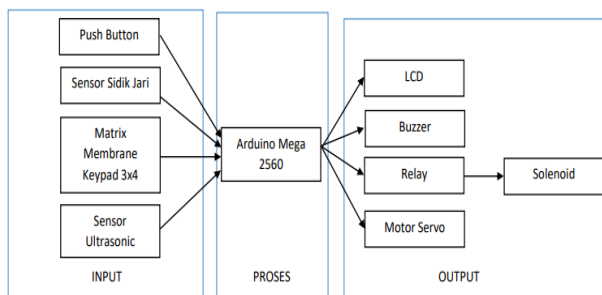 Push Button
Sensor Sidik Jari
Matrix
Membrane
Keypad 3x4
Sensor
Ultrasonic
INPUT
Arduino Mega
2560
PROSES
LCD
Buzzer
Relay
Solenoid
Motor Servo
OUTPUT